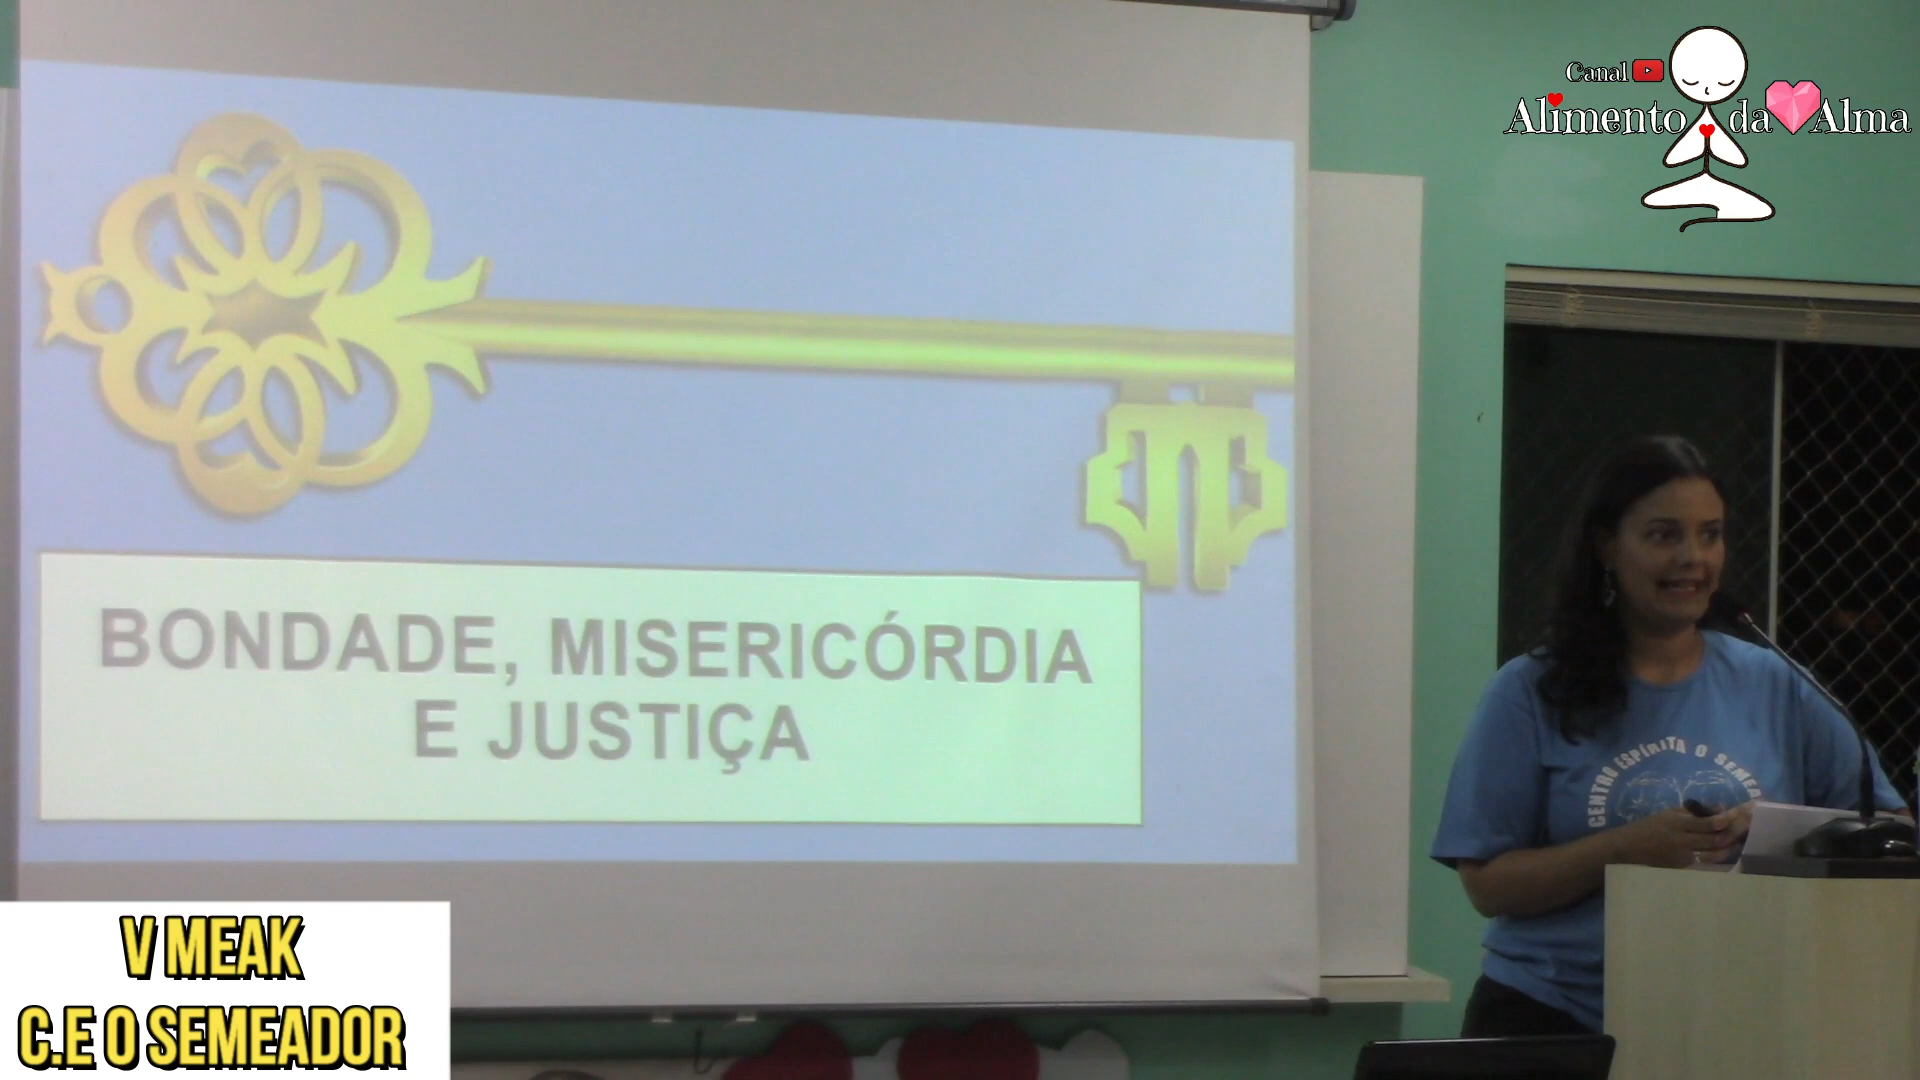 Canal
Alimento da Alma
BONDADE, MISERICÓRDIA
E JUSTIÇA
CENTRO ESPÍRITA O SEMEA
V MEAK
C.E O SEMEADOR